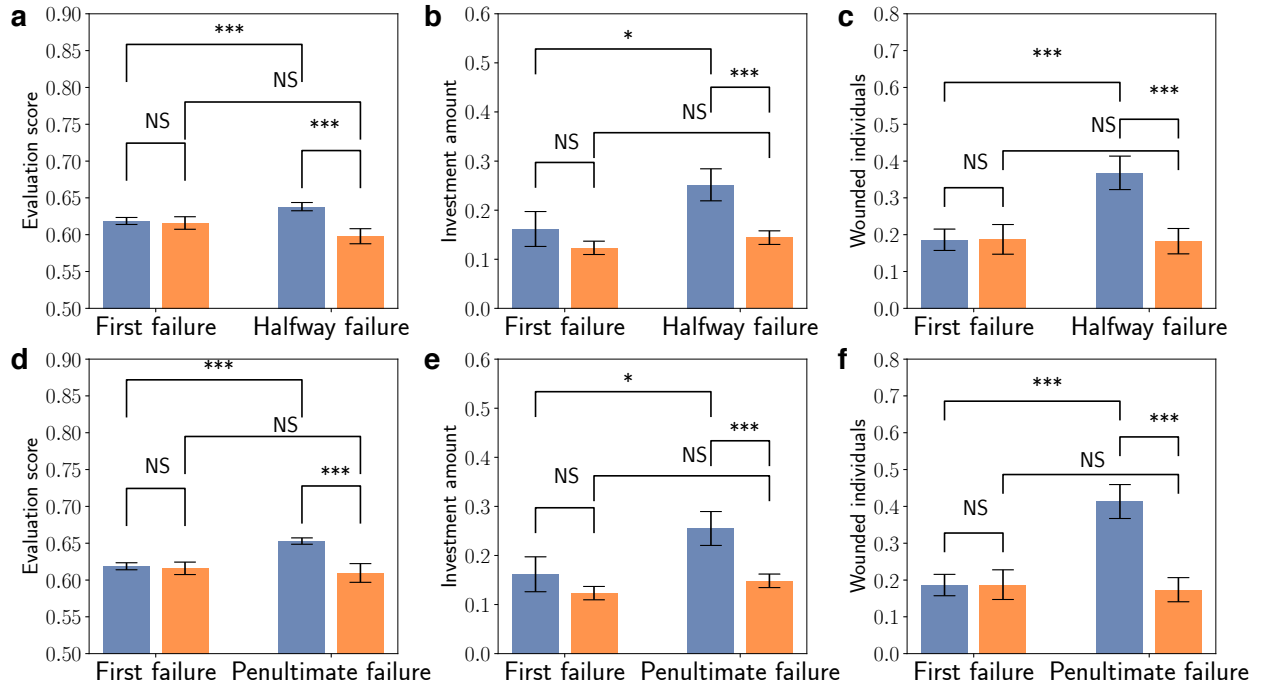 a
Evaluation score
0.90
0.85
0.80
0.75
0.70
0.65
0.60
0.55
0.50
***
NS
NS
***
First failure
Halfway failure
b
Investment amount
0.6
0.5
0.4
0.3
0.2
0.1
0.0
*
***
NS
NS
First failure
Halfway failure
c
Wounded individuals
0.8
0.7
0.6
0.5
0.4
0.3
0.2
0.1
0.0
***
***
NS
NS
First failure
Halfway failure
d
Evaluation score
0.90
0.85
0.80
0.75
0.70
0.65
0.60
0.55
0.50
***
NS
NS
***
First failure
Penultimate failure
e
Investment amount
0.6
0.5
0.4
0.3
0.2
0.1
0.0
*
***
NS
NS
First failure
Penultimate failure
f
Wounded individuals
0.8
0.7
0.6
0.5
0.4
0.3
0.2
0.1
0.0
***
***
NS
NS
First failure
Penultimate failure